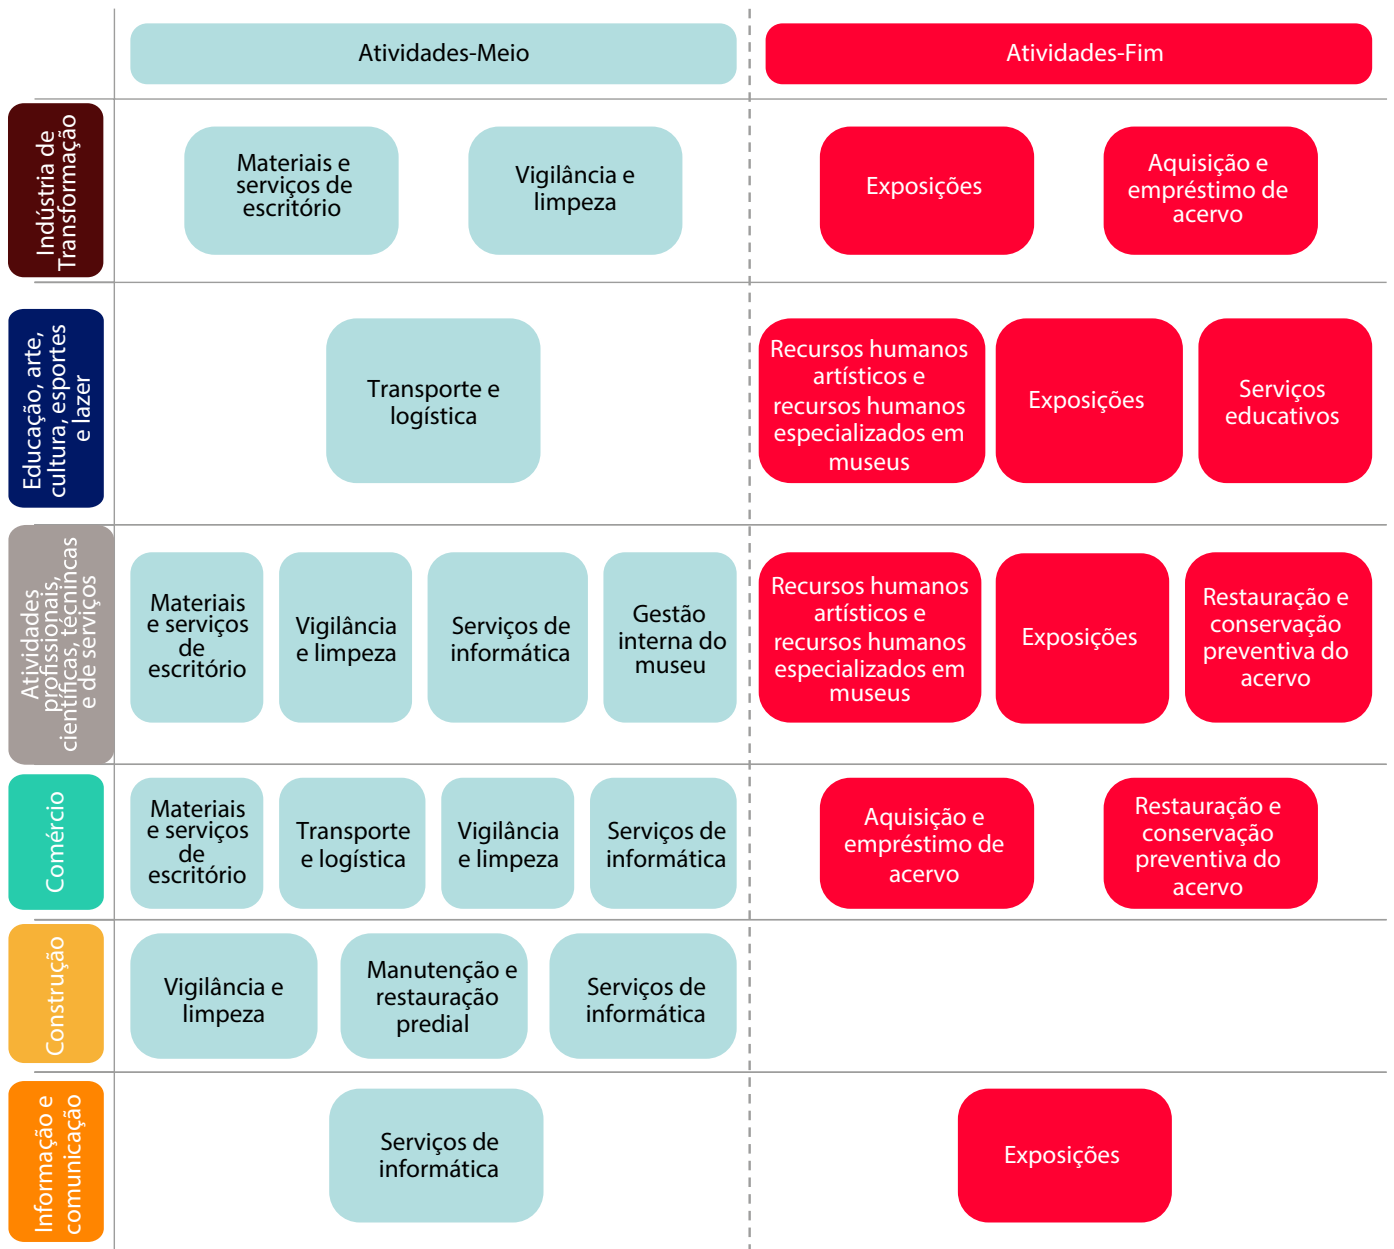 Atividades-Meio
Atividades-Fim
Indústria de
Transformação
Materiais e
serviços de
escritório
Vigilância e
limpeza
Exposições
Aquisição e
empréstimo de
acervo
Educação, arte,
cultura, esportes
e lazer
Transporte e
logística
Recursos humanos
artísticos e
recursos humanos
especializados em
museus
Exposições
Serviços
educativos
Atividades
profissionais,
científicas, técnincas
e de serviços
Materiais
e serviços
de
escritório
Vigilância
e limpeza
Serviços de
informática
Gestão
interna do
museu
Recursos humanos
artísticos e
recursos humanos
especializados em
museus
Exposições
Restauração e
conservação
preventiva do
acervo
Comércio
Materiais
e serviços
de
escritório
Transporte
e logística
Vigilância
e limpeza
Serviços de
informática
Aquisição e
empréstimo de
acervo
Restauração e
conservação
preventiva do
acervo
Construção
Vigilância e
limpeza
Manutenção e
restauração
predial
Serviços de
informática
Informação e
comunicação
Serviços de
informática
Exposições